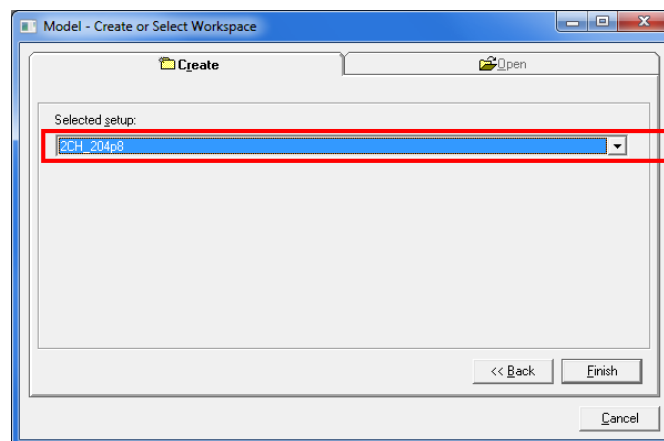 Model - Create or Select Workspace
Create
Open
Selected setup:
2CH_204p8
<< Back
Finish
Cancel